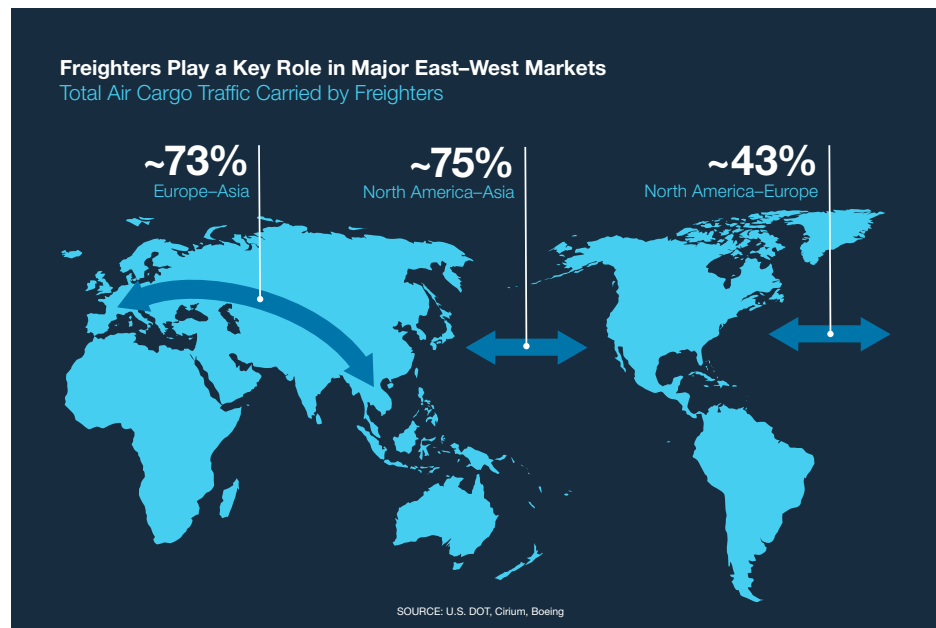 Freighters Play a Key Role in Major East–West Markets
Total Air Cargo Traffic Carried by Freighters
~73%
Europe–Asia
~75%
North America–Asia
~43%
North America–Europe
SOURCE: U.S. DOT, Cirium, Boeing